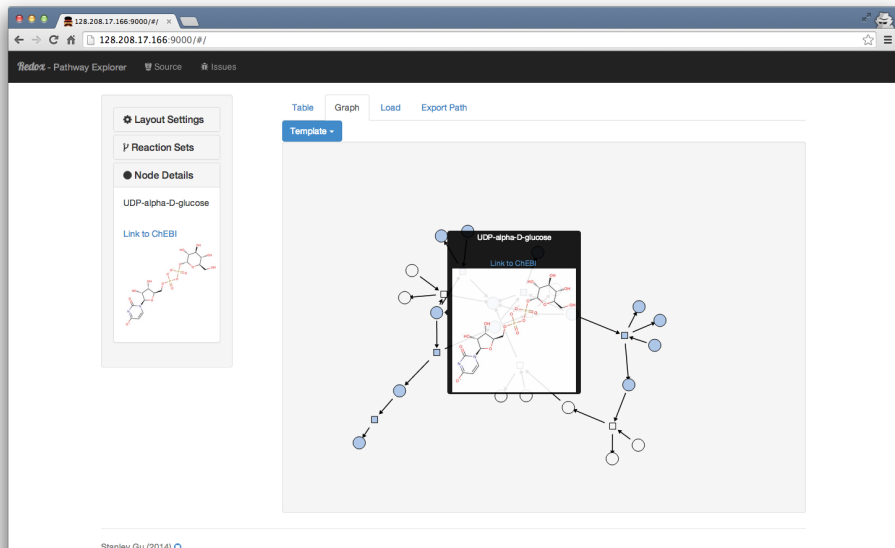 128.208.17.166:9000/#/
128.208.17.166:9000/#/
Redox - Pathway Explorer Source Issues
Layout Settings
Reaction Sets
Node Details
UDP-alpha-D-glucose
Link to ChEBI
Table Graph Load Export Path
Template
UDP-alpha-D-glucose
Link to ChEBI
Stanley Gu (2014)